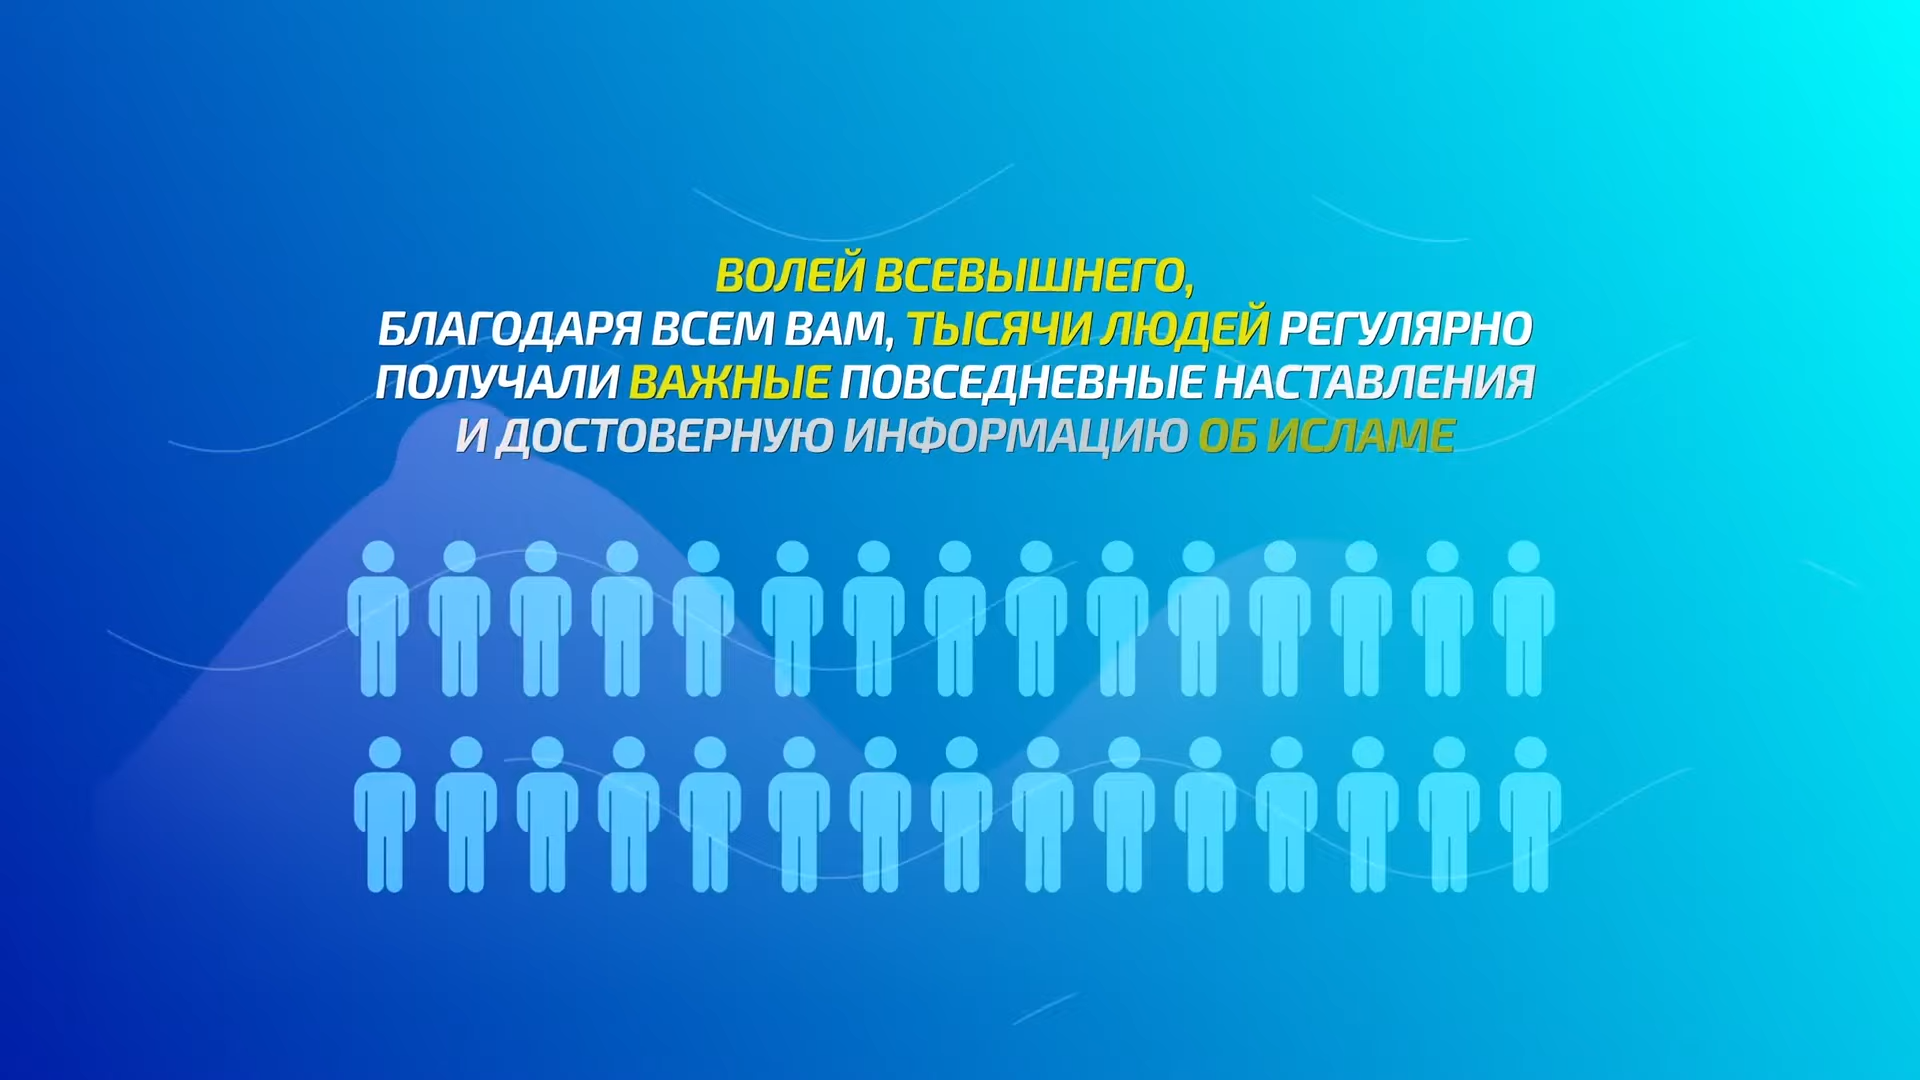 ВОЛЕЙ ВСЕВЫШНЕГО,
БЛАГОДАРЯ ВСЕМ ВАМ, ТЫСЯЧИ ЛЮДЕЙ РЕГУЛЯРНО
ПОЛУЧАЛИ ВАЖНЫЕ ПОВСЕДНЕВНЫЕ НАСТАВЛЕНИЯ
И ДОСТОВЕРНУЮ ИНФОРМАЦИЮ ОБ ИСЛАМЕ